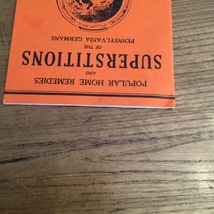 POPULAR HOME REMEDIES
AND
SUPERSTITIONS
OF THE
PENNSYLVANIA GERMANS